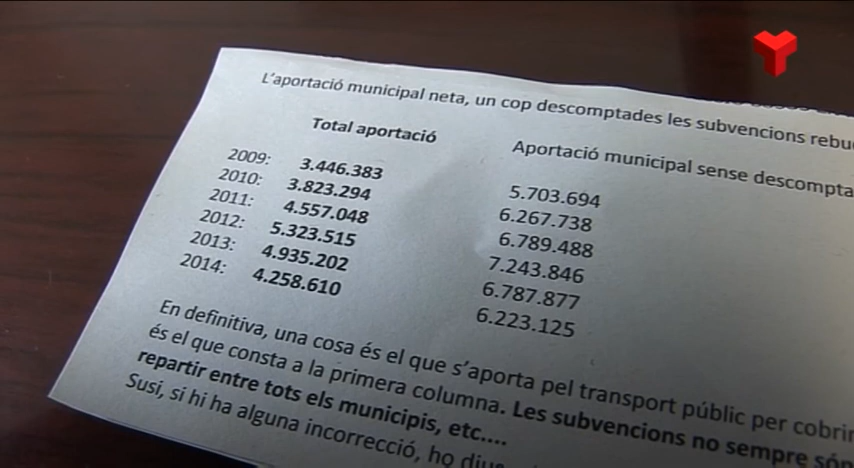 L'aportació municipal neta, un cop descomptades les subvencions
Total aportació Aportació municipal sense
2009: 3.446.383 5.703.694
2010: 3.823.294 6.267.738
2011: 4.557.048 6.789.488
2012: 5.323.515 7.243.846
2013: 4.935.202 6.787.877
2014: 4.258.610 6.223.125
En definitiva, una cosa és el que s'aporta pel transport públic per
és el que consta a la primera columna. Les subvencions no sempre són
repartir entre tots els municipis, etc....
Susi, si hi ha alguna incorrecció, ho